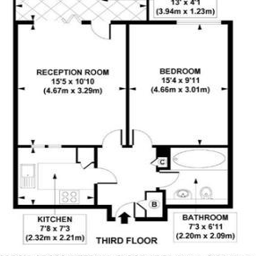 13' x 4'1
(3.94m x 1.23m)
RECEPTION ROOM
15'5 x 10'10
(4.67m x 3.29m)
BEDROOM
15'4 x 9'11
(4.66m x 3.01m)
C
B
KITCHEN
7'8 x 7'3
(2.32m x 2.21m)
BATHROOM
7'3 x 6'11
(2.20m x 2.09m)
THIRD FLOOR